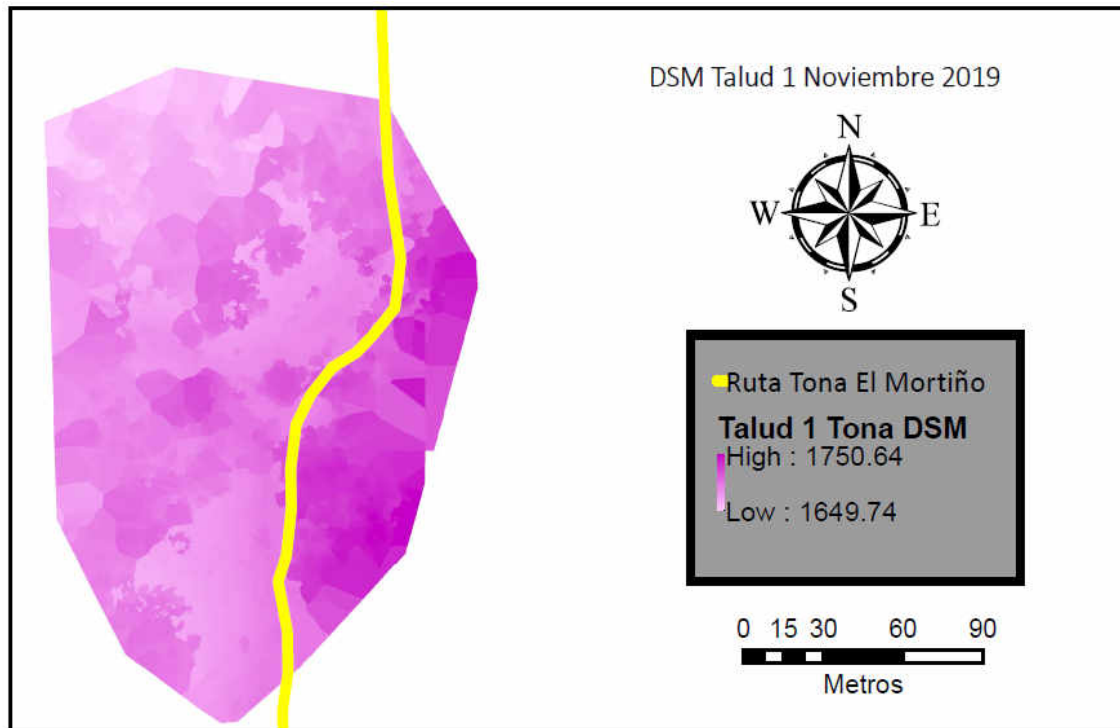 DSM Talud 1 Noviembre 2019
N
W E
S
Ruta Tona El Mortiño
Talud 1 Tona DSM
High : 1750.64
Low : 1649.74
0 15 30 60 90
Metros